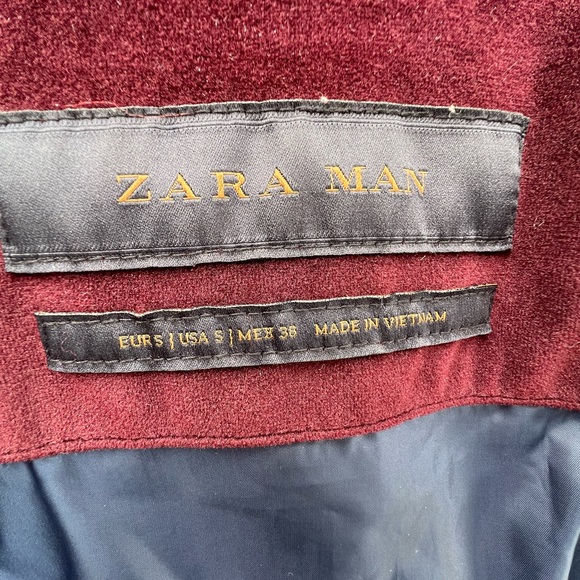 ZARA MAN
EUR S | USA S | MEX 38 MADE IN VIETNAM